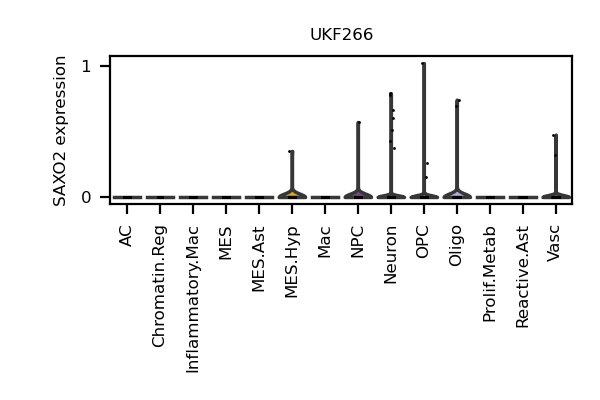 UKF266
SAXO2 expression
1
0
AC
Chromatin.Reg
Inflammatory.Mac
MES
MES.Ast
MES.Hyp
Mac
NPC
Neuron
OPC
Oligo
Prolif.Metab
Reactive.Ast
Vasc